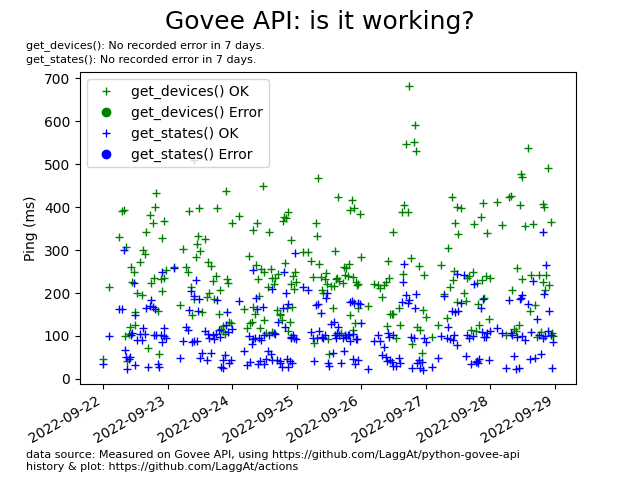 Govee API: is it working?
get_devices(): No recorded error in 7 days.
get_states(): No recorded error in 7 days.
get_devices() OK
get_devices() Error
get_states() OK
get_states() Error
Ping (ms)
700
600
500
400
300
200
100
0
2022-09-22
2022-09-23
2022-09-24
2022-09-25
2022-09-26
2022-09-27
2022-09-28
2022-09-29
data source: Measured on Govee API, using https://github.com/LaggAt/python-govee-api
history & plot: https://github.com/LaggAt/actions